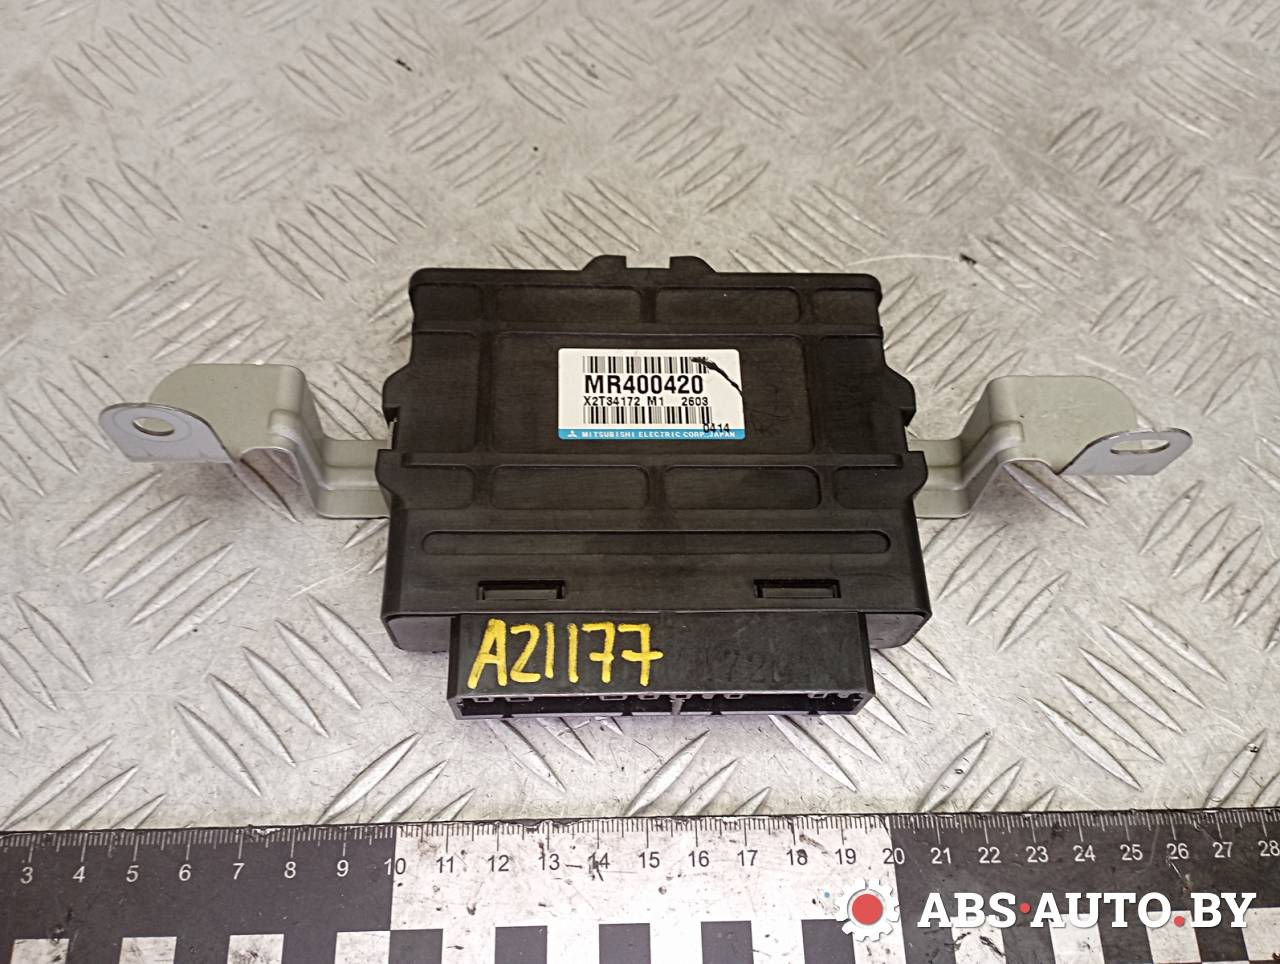 MR400420
X2T34172 M1 2603
0414
MITSUBISHI ELECTRIC CORP. JAPAN
A21177
3 4 5 6 7 8 9 10 11 12 13 14 15 16 17 18 19 20 21 22 23 24 25 26 27 28
ABS-AUTO.BY